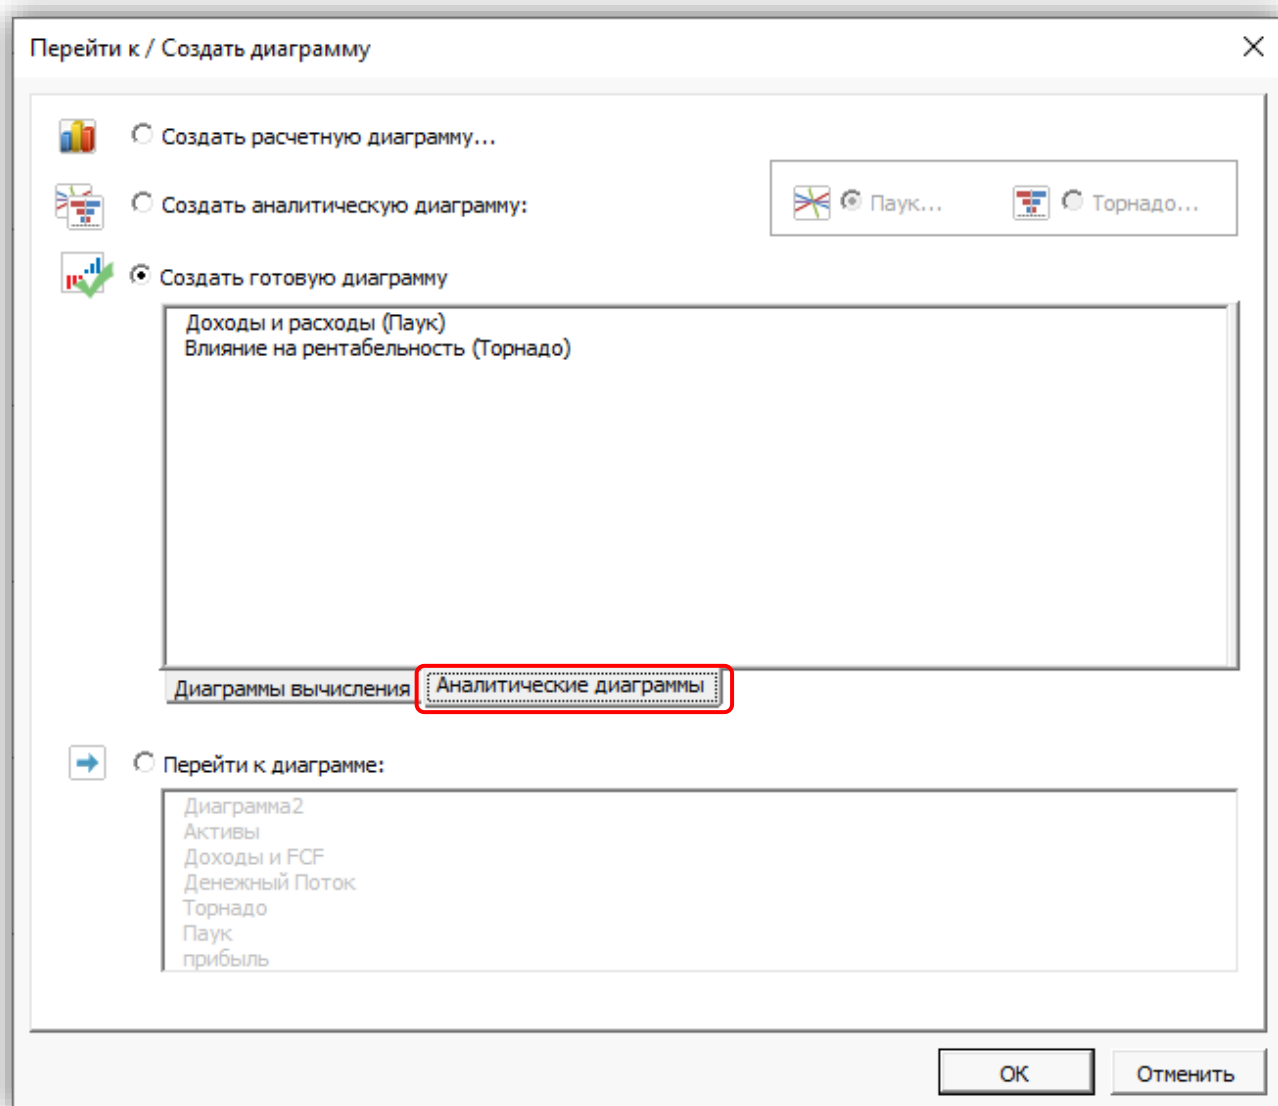 Перейти к / Создать диаграмму
Создать расчетную диаграмму...
Создать аналитическую диаграмму:
Паук...
Торнадо...
Создать готовую диаграмму
Доходы и расходы (Паук)
Влияние на рентабельность (Торнадо)
Диаграммы вычисления
Аналитические диаграммы
Перейти к диаграмме:
Диаграмма2
Активы
Доходы и FCF
Денежный Поток
Торнадо
Паук
прибыль
ОК
Отменить